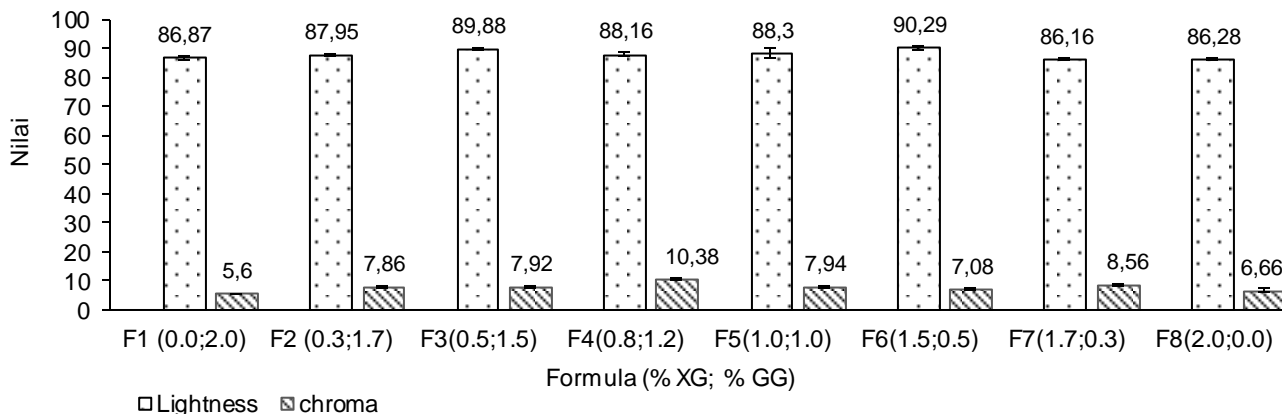 100
90
80
70
60
50
40
30
20
10
0
Nilai
86,87 87,95 89,88 88,16 88,3 90,29 86,16 86,28
5,6 7,86 7,92 10,38 7,94 7,08 8,56 6,66
F1 (0.0;2.0) F2 (0.3;1.7) F3(0.5;1.5) F4(0.8;1.2) F5(1.0;1.0) F6(1.5;0.5) F7(1.7;0.3) F8(2.0;0.0)
Formula (% XG; % GG)
Lightness chroma